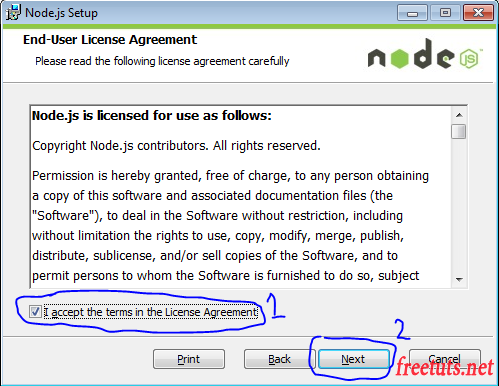 Node.js Setup
End-User License Agreement
Please read the following license agreement carefully
node
JS
Node.js is licensed for use as follows:
Copyright Node.js contributors. All rights reserved.
Permission is hereby granted, free of charge, to any person obtaining
a copy of this software and associated documentation files (the
"Software"), to deal in the Software without restriction, including
without limitation the rights to use, copy, modify, merge, publish,
distribute, sublicense, and/or sell copies of the Software, and to
permit persons to whom the Software is furnished to do so, subject
I accept the terms in the License Agreement
1
2
Print
Back
Next
Cancel
freetuts.net